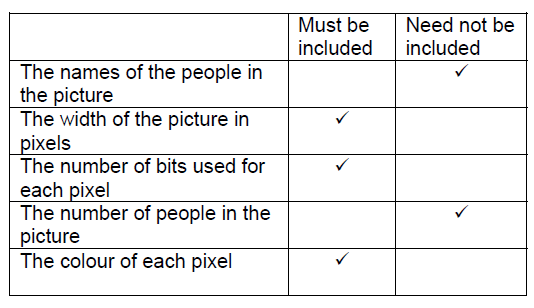 Must be included
Need not be included
The names of the people in
the picture
✓
The width of the picture in
pixels
✓
The number of bits used for
each pixel
✓
The number of people in the
picture
✓
The colour of each pixel
✓